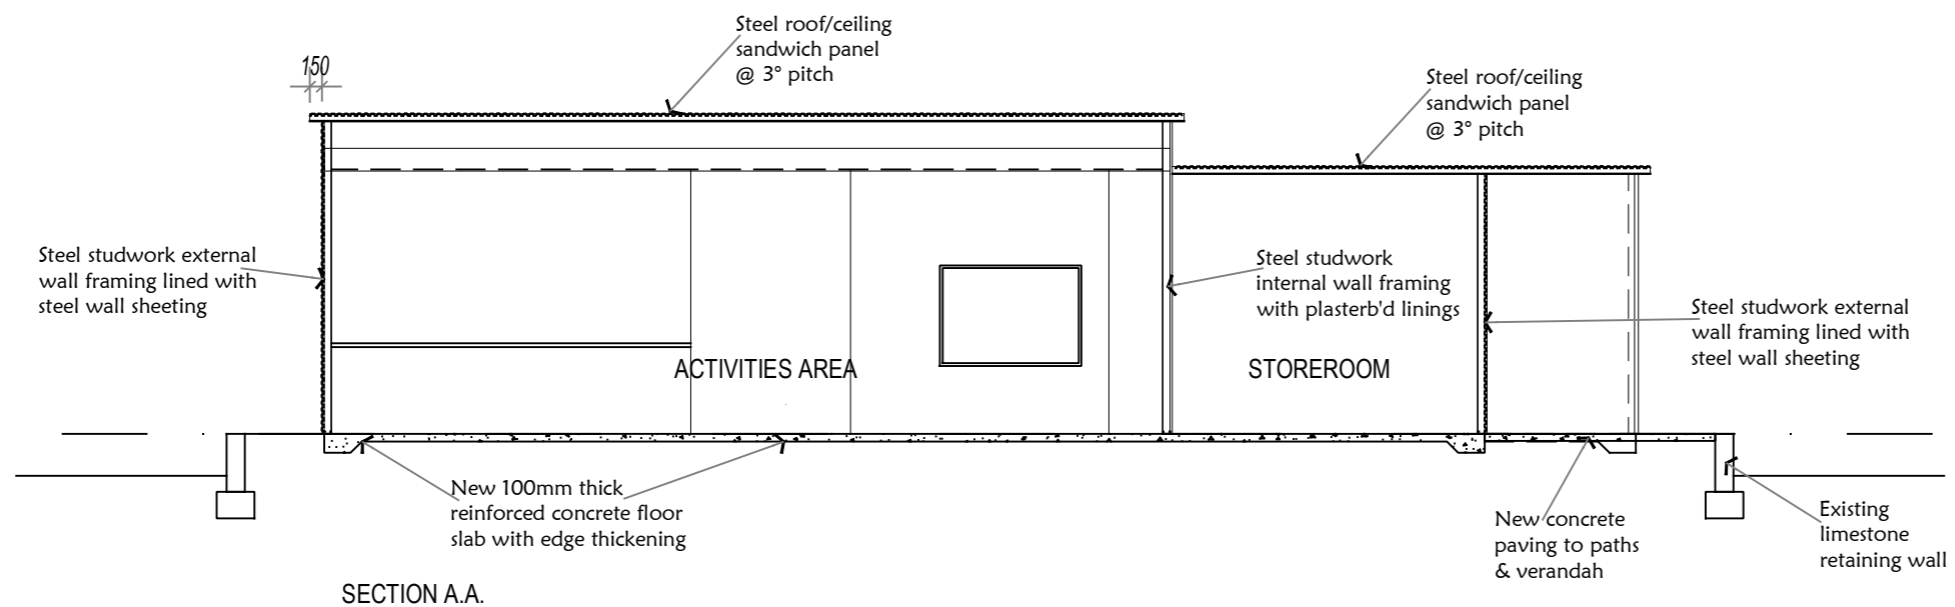 Steel roof/ceiling
sandwich panel
@ 3° pitch
150
Steel roof/ceiling
sandwich panel
@ 3° pitch
Steel studwork external
wall framing lined with
steel wall sheeting
Steel studwork
internal wall framing
with plasterb'd linings
Steel studwork external
wall framing lined with
steel wall sheeting
ACTIVITIES AREA
STOREROOM
New 100mm thick
reinforced concrete floor
slab with edge thickening
New concrete
paving to paths
& verandah
Existing
limestone
retaining wall
SECTION A.A.